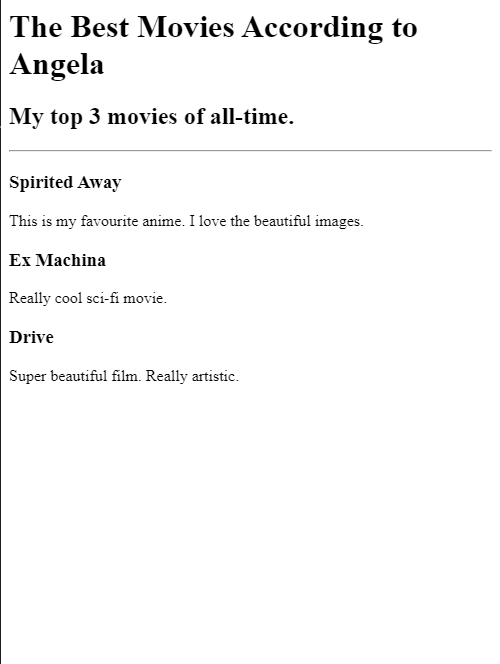 The Best Movies According to
Angela
My top 3 movies of all-time.
Spirited Away
This is my favourite anime. I love the beautiful images.
Ex Machina
Really cool sci-fi movie.
Drive
Super beautiful film. Really artistic.